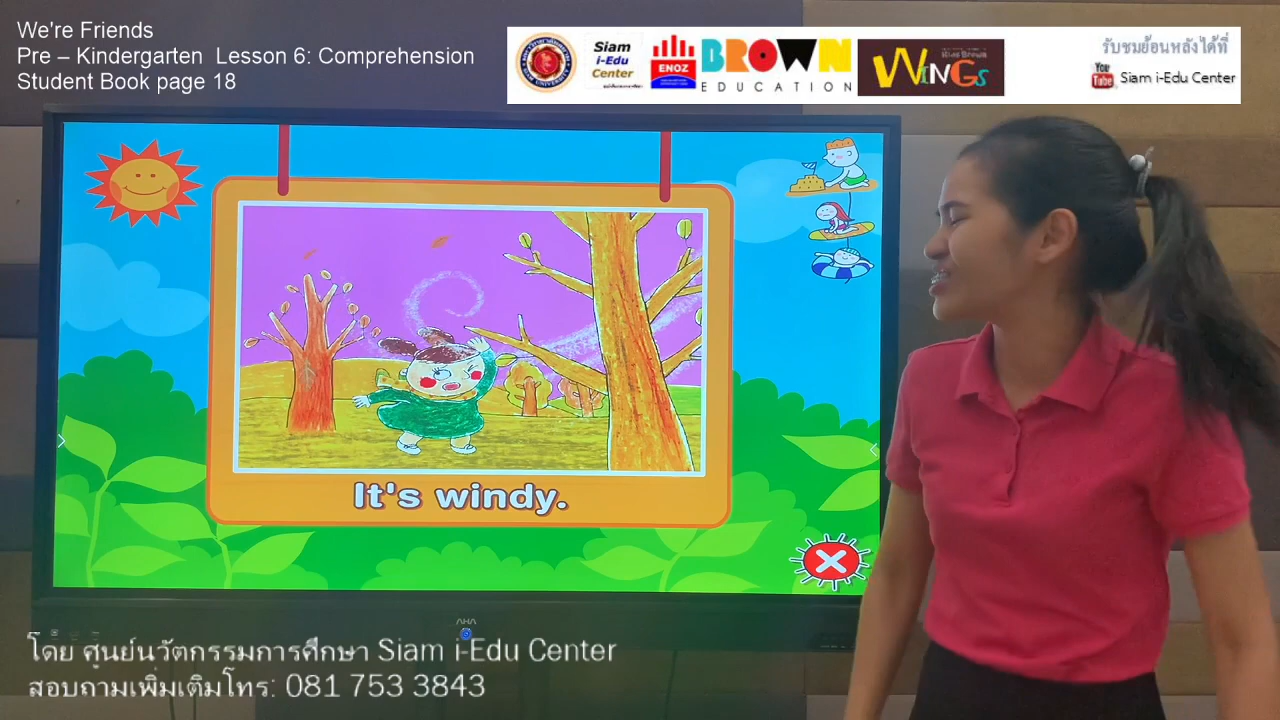 We're Friends
Pre – Kindergarten  Lesson 6: Comprehension
Student Book page 18
Siam
i-Edu
Center
ENOZ
BROWN
EDUCATION
WINGS
รับชมย้อนหลังได้ที่
You
Tube
Siam i-Edu Center
It's windy.
โดย ศูนย์นวัตกรรมการศึกษา Siam i-Edu Center
สอบถามเพิ่มเติมโทร: 081 753 3843